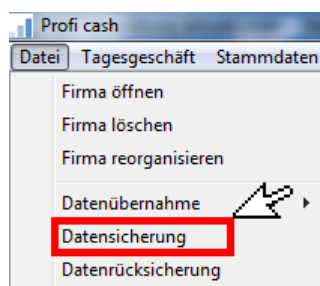 Profi cash
Datei Tagesgeschäft Stammdaten
Firma öffnen
Firma löschen
Firma reorganisieren
Datenübernahme
Datensicherung
Datenrücksicherung